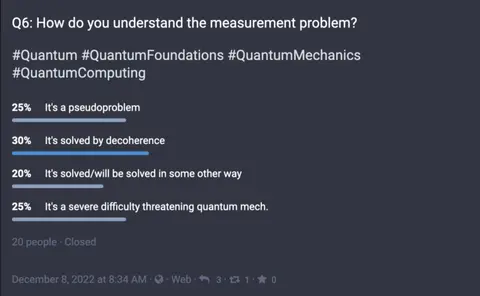 Q6: How do you understand the measurement problem?
#Quantum #QuantumFoundations #QuantumMechanics
#QuantumComputing
25% It's a pseudoproblem
30% It's solved by decoherence
20% It's solved/will be solved in some other way
25% It's a severe difficulty threatening quantum mech.
20 people · Closed
December 8, 2022 at 8:34 AM · Web · 3 · 1 · 0